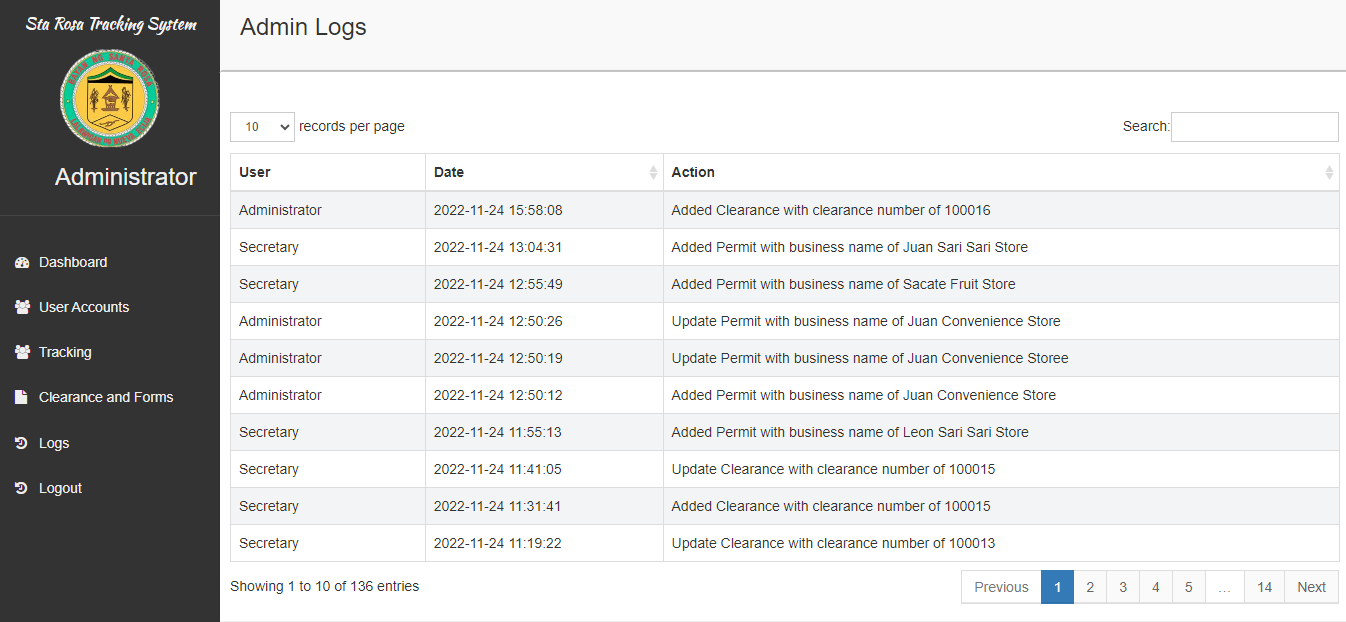 Sta Rosa Tracking System
Administrator
Dashboard
User Accounts
Tracking
Clearance and Forms
Logs
Logout
Admin Logs
10 records per page
Search:
User Date Action
Administrator 2022-11-24 15:58:08 Added Clearance with clearance number of 100016
Secretary 2022-11-24 13:04:31 Added Permit with business name of Juan Sari Sari Store
Secretary 2022-11-24 12:55:49 Added Permit with business name of Sacate Fruit Store
Administrator 2022-11-24 12:50:26 Update Permit with business name of Juan Convenience Store
Administrator 2022-11-24 12:50:19 Update Permit with business name of Juan Convenience Storee
Administrator 2022-11-24 12:50:12 Added Permit with business name of Juan Convenience Store
Secretary 2022-11-24 11:55:13 Added Permit with business name of Leon Sari Sari Store
Secretary 2022-11-24 11:41:05 Update Clearance with clearance number of 100015
Secretary 2022-11-24 11:31:41 Added Clearance with clearance number of 100015
Secretary 2022-11-24 11:19:22 Update Clearance with clearance number of 100013
Showing 1 to 10 of 136 entries
Previous 1 2 3 4 5 … 14 Next